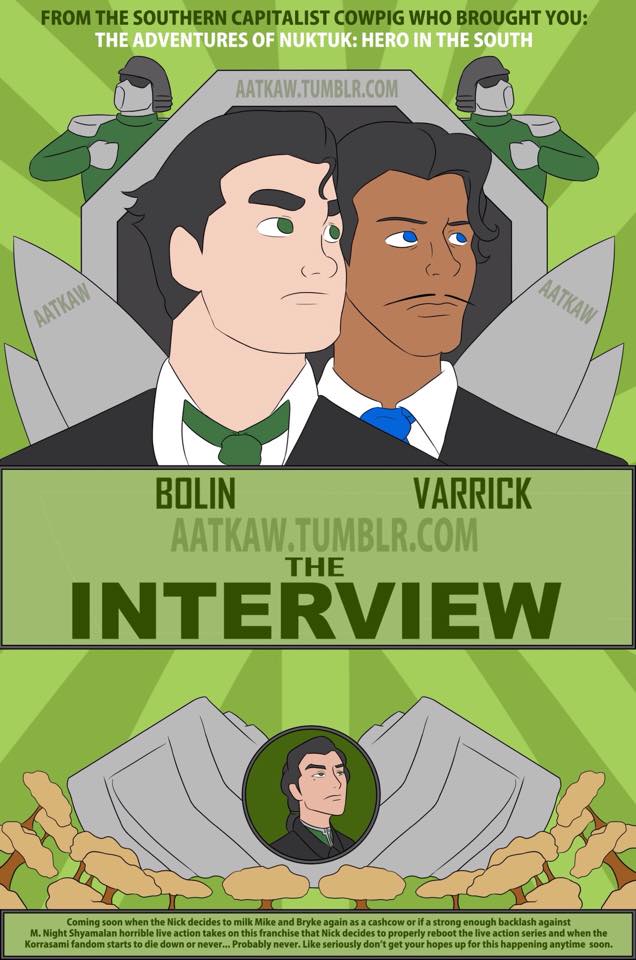 FROM THE SOUTHERN CAPITALIST COWPIG WHO BROUGHT YOU:
THE ADVENTURES OF NUKTUK: HERO IN THE SOUTH
AATKAW.TUMBLR.COM
AATKAW
AATKAW
BOLIN
VARRICK
AATKAW.TUMBLR.COM
THE
INTERVIEW
Coming soon when the Nick decides to milk Mike and Bryke again as a cashcow or if a strong enough backlash against
M. Night Shyamalan horrible live action takes on this franchise that Nick decides to properly reboot the live action series and when the
Korrasami fandom starts to die down or never... Probably never. Like seriously don't get your hopes up for this happening anytime soon.